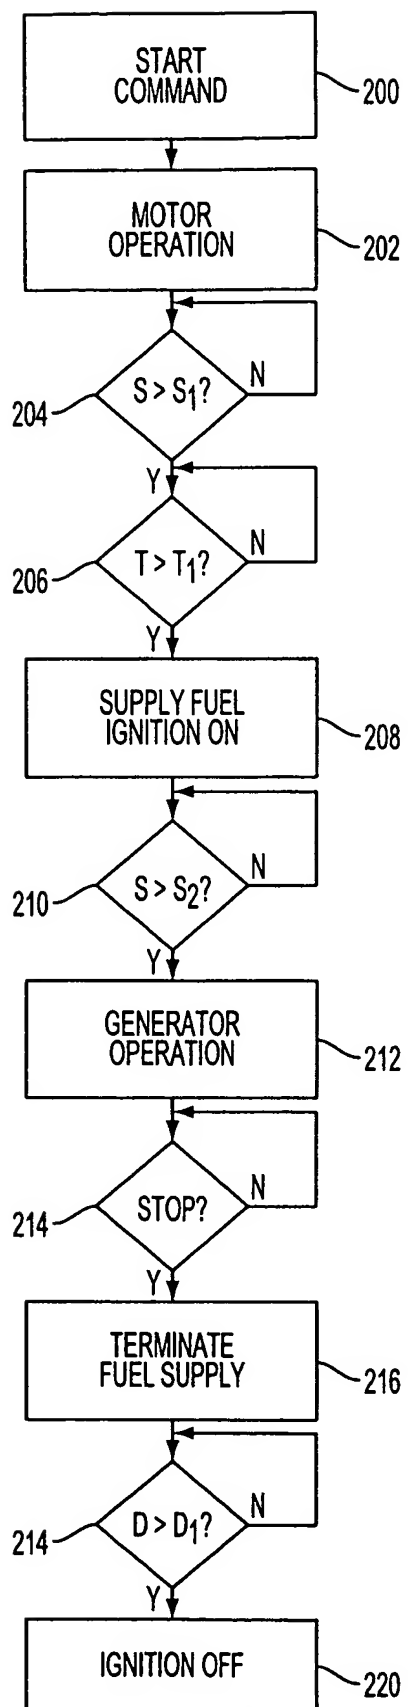 START
COMMAND
200
MOTOR
OPERATION
202
S > S1?
N
204
Y
T > T1?
N
206
Y
SUPPLY FUEL
IGNITION ON
208
S > S2?
N
210
Y
GENERATOR
OPERATION
212
STOP?
N
214
Y
TERMINATE
FUEL SUPPLY
216
D > D1?
N
214
Y
IGNITION OFF
220